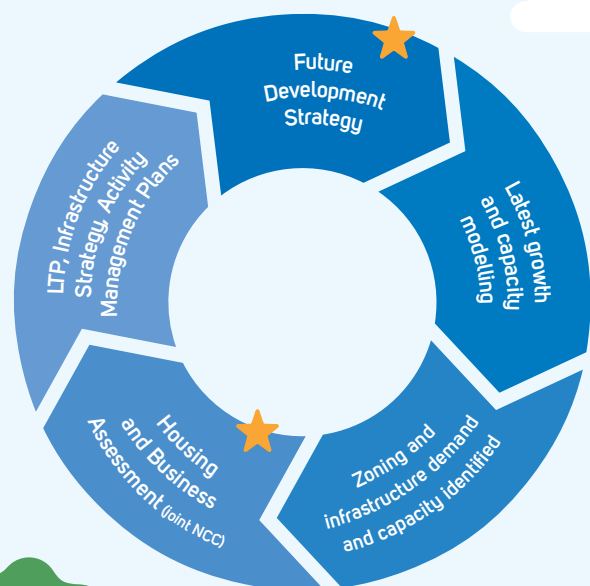 Future
Development
Strategy
Latest growth
and capacity
modelling
Zoning and
infrastructure demand
and capacity identified
Housing
and Business
Assessment (joint NCC)
LTP, Infrastructure
Strategy, Activity
Management Plans